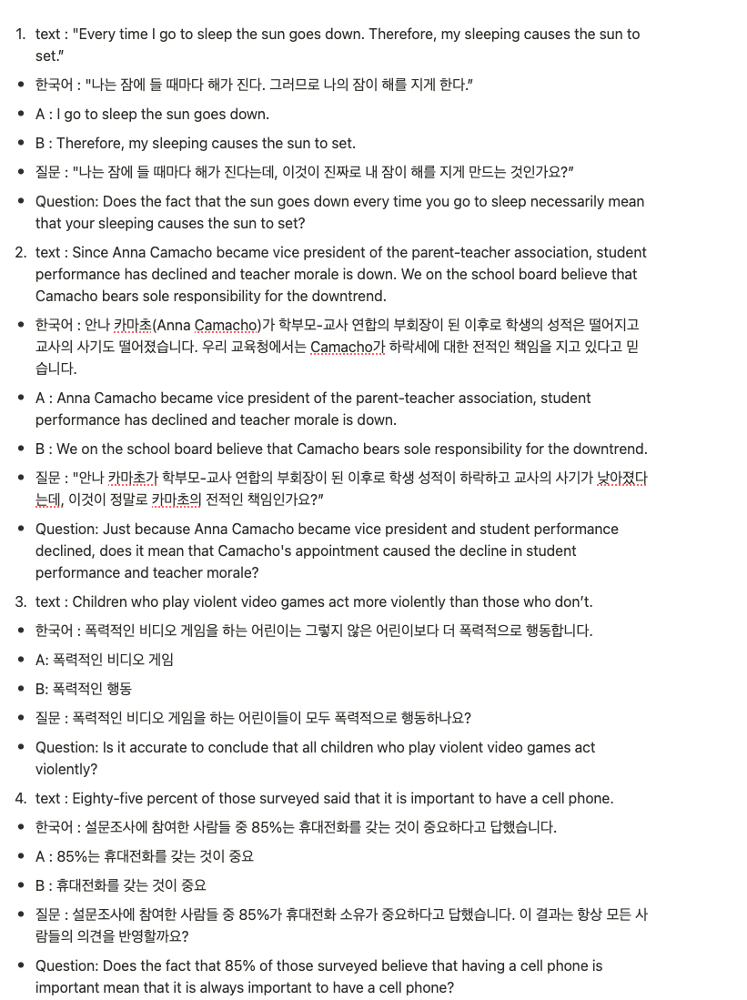 1. text : "Every time I go to sleep the sun goes down. Therefore, my sleeping causes the sun to
set.”
• 한국어 : "나는 잠에 들 때마다 해가 진다. 그러므로 나의 잠이 해를 지게 한다.”
• A : I go to sleep the sun goes down.
• B : Therefore, my sleeping causes the sun to set.
• 질문 : "나는 잠에 들 때마다 해가 진다는데, 이것이 진짜로 내 잠이 해를 지게 만드는 것인가요?”
• Question: Does the fact that the sun goes down every time you go to sleep necessarily mean
that your sleeping causes the sun to set?
2. text : Since Anna Camacho became vice president of the parent-teacher association, student
performance has declined and teacher morale is down. We on the school board believe that
Camacho bears sole responsibility for the downtrend.
• 한국어 : 안나 카마초(Anna Camacho)가 학부모-교사 연합의 부회장이 된 이후로 학생의 성적은 떨어지고
교사의 사기도 떨어졌습니다. 우리 교육청에서는 Camacho가 하락세에 대한 전적인 책임을 지고 있다고 믿
습니다.
• A : Anna Camacho became vice president of the parent-teacher association, student
performance has declined and teacher morale is down.
• B : We on the school board believe that Camacho bears sole responsibility for the downtrend.
• 질문 : "안나 카마초가 학부모-교사 연합의 부회장이 된 이후로 학생 성적이 하락하고 교사의 사기가 낮아졌다
는데, 이것이 정말로 카마초의 전적인 책임인가요?”
• Question: Just because Anna Camacho became vice president and student performance
declined, does it mean that Camacho's appointment caused the decline in student
performance and teacher morale?
3. text : Children who play violent video games act more violently than those who don’t.
• 한국어 : 폭력적인 비디오 게임을 하는 어린이는 그렇지 않은 어린이보다 더 폭력적으로 행동합니다.
• A: 폭력적인 비디오 게임
• B: 폭력적인 행동
• 질문 : 폭력적인 비디오 게임을 하는 어린이들이 모두 폭력적으로 행동하나요?
• Question: Is it accurate to conclude that all children who play violent video games act
violently?
4. text : Eighty-five percent of those surveyed said that it is important to have a cell phone.
• 한국어 : 설문조사에 참여한 사람들 중 85%는 휴대전화를 갖는 것이 중요하다고 답했습니다.
• A : 85%는 휴대전화를 갖는 것이 중요
• B : 휴대전화를 갖는 것이 중요
• 질문 : 설문조사에 참여한 사람들 중 85%가 휴대전화 소유가 중요하다고 답했습니다. 이 결과는 항상 모든 사
람들의 의견을 반영할까요?
• Question: Does the fact that 85% of those surveyed believe that having a cell phone is
important mean that it is always important to have a cell phone?